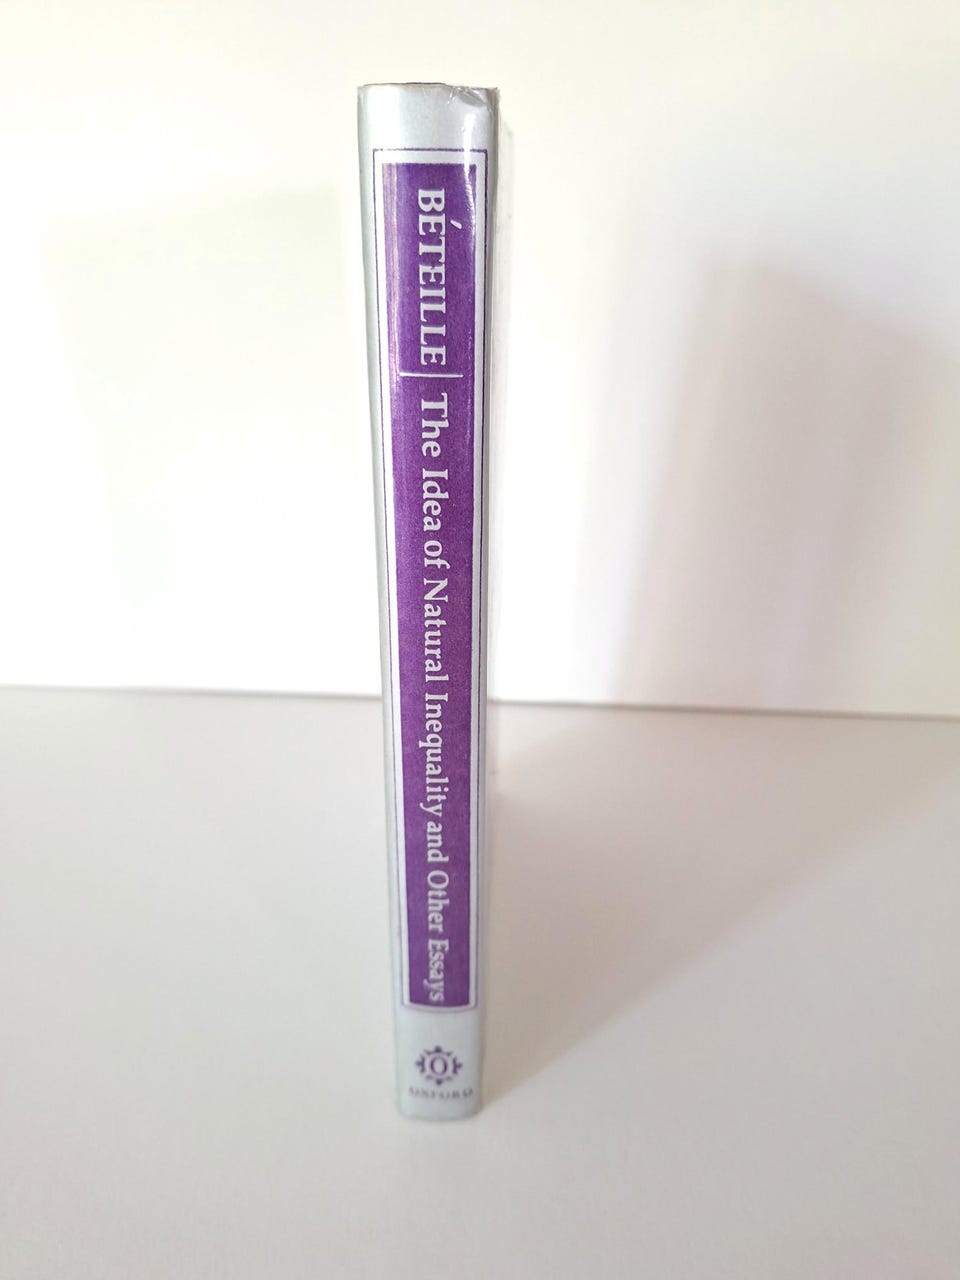 BÉTEILLE | The Idea of Natural Inequality and Other Essays
O
OXFORD